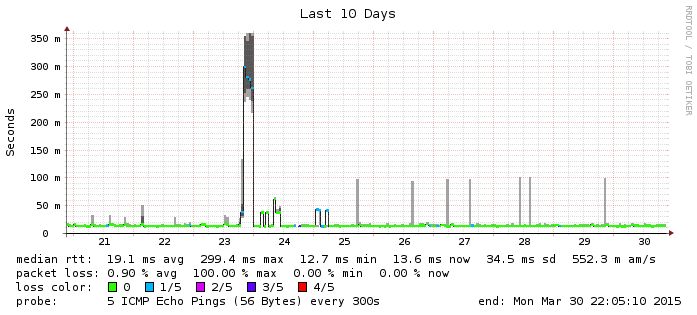 Last 10 Days
RRDTOOL / TOBI OETIKER
Seconds
350 m
300 m
250 m
200 m
150 m
100 m
50 m
0
21 22 23 24 25 26 27 28 29 30
median rtt: 19.1 ms avg 299.4 ms max 12.7 ms min 13.6 ms now 34.5 ms sd 552.3 m am/s
packet loss: 0.90 % avg 100.00 % max 0.00 % min 0.00 % now
loss color: 0 1/5 2/5 3/5 4/5
probe: 5 ICMP Echo Pings (56 Bytes) every 300s end: Mon Mar 30 22:05:10 2015